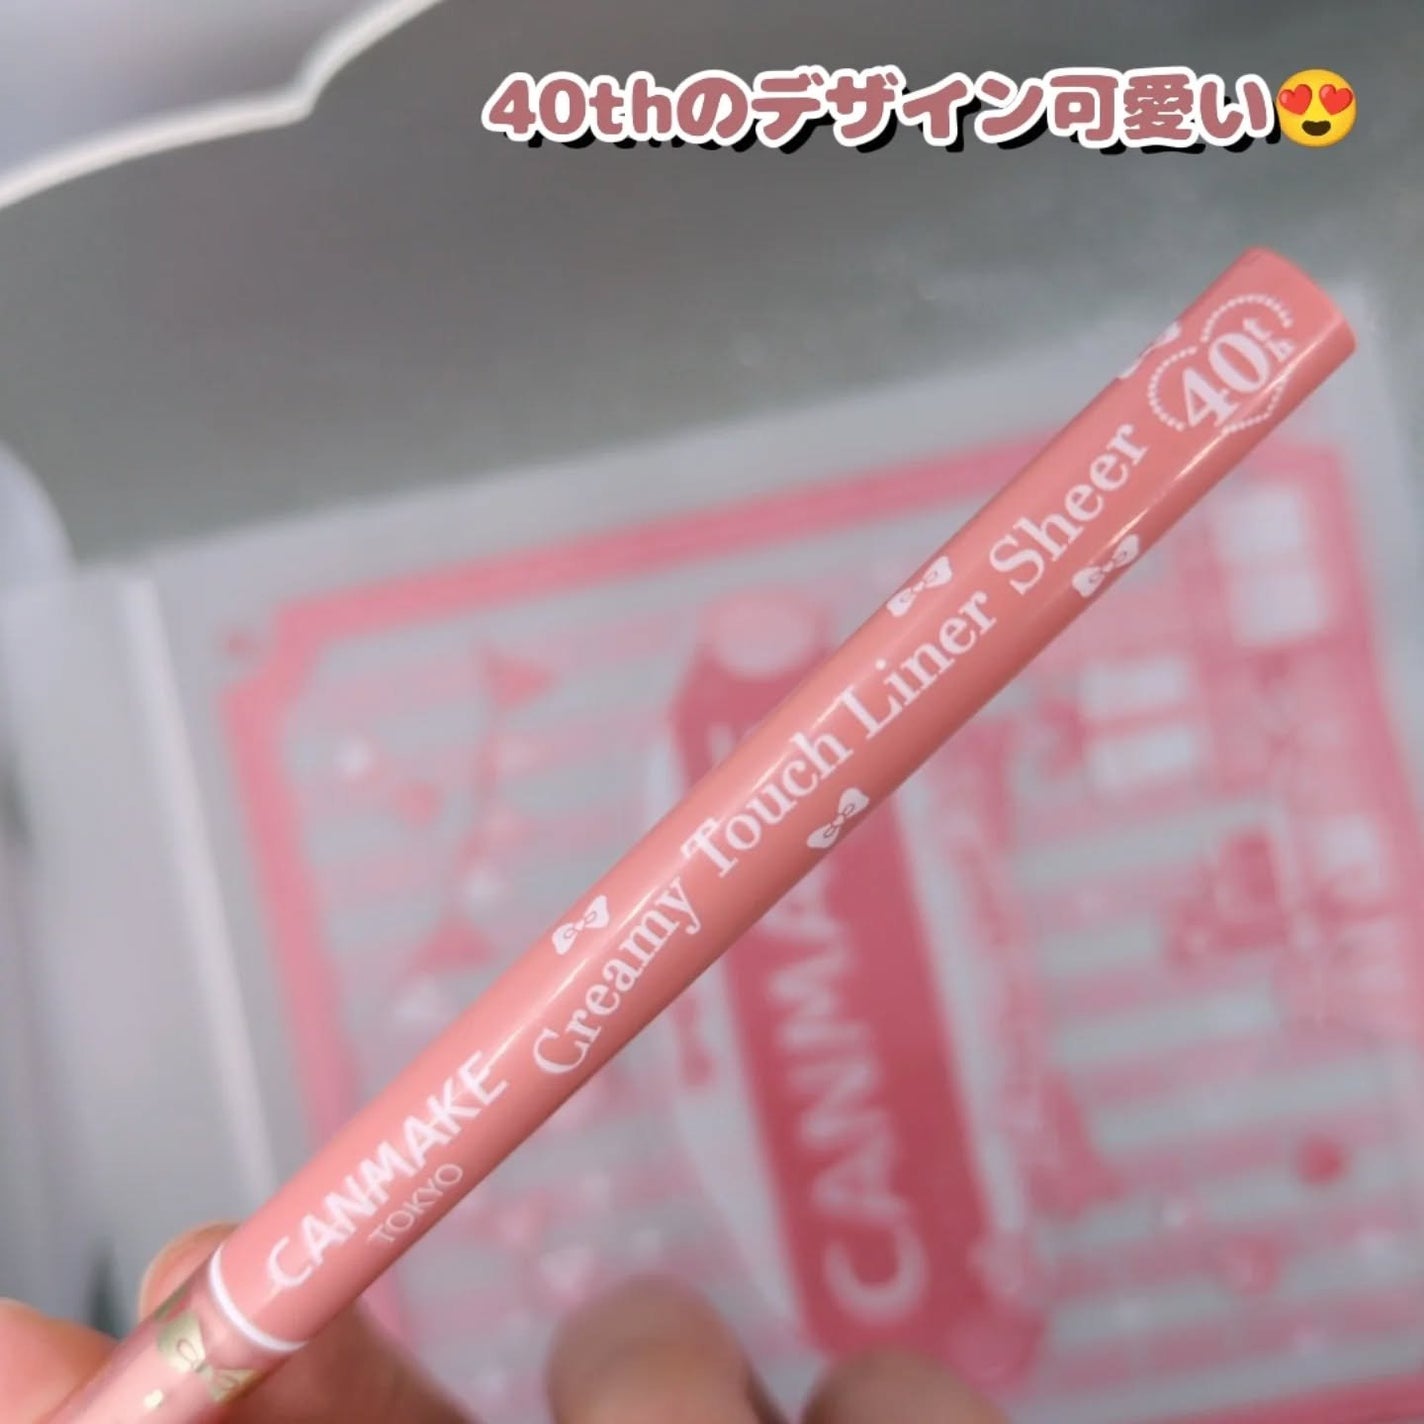 40thのデザイン可愛い😍
40th
Creamy Touch Liner Sheer
CANMAKE
TOKYO
CANMAKE